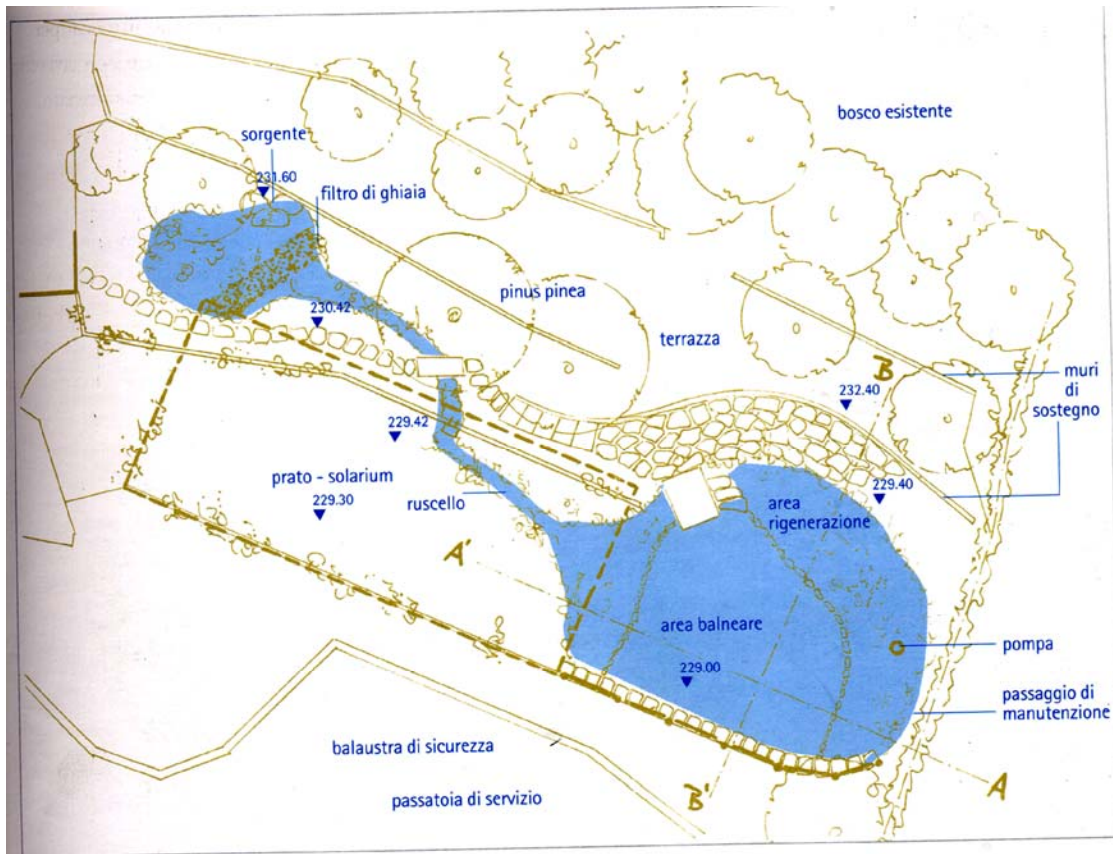 bosco esistente
sorgente
231.60
filtro di ghiaia
pinus pinea
230.42
terrazza
B
muri
di
sostegno
232.40
229.42
prato - solarium
229.30
ruscello
229.40
area
rigenerazione
A'
area balneare
229.00
pompa
passaggio di
manutenzione
balaustra di sicurezza
passatoia di servizio
B'
A